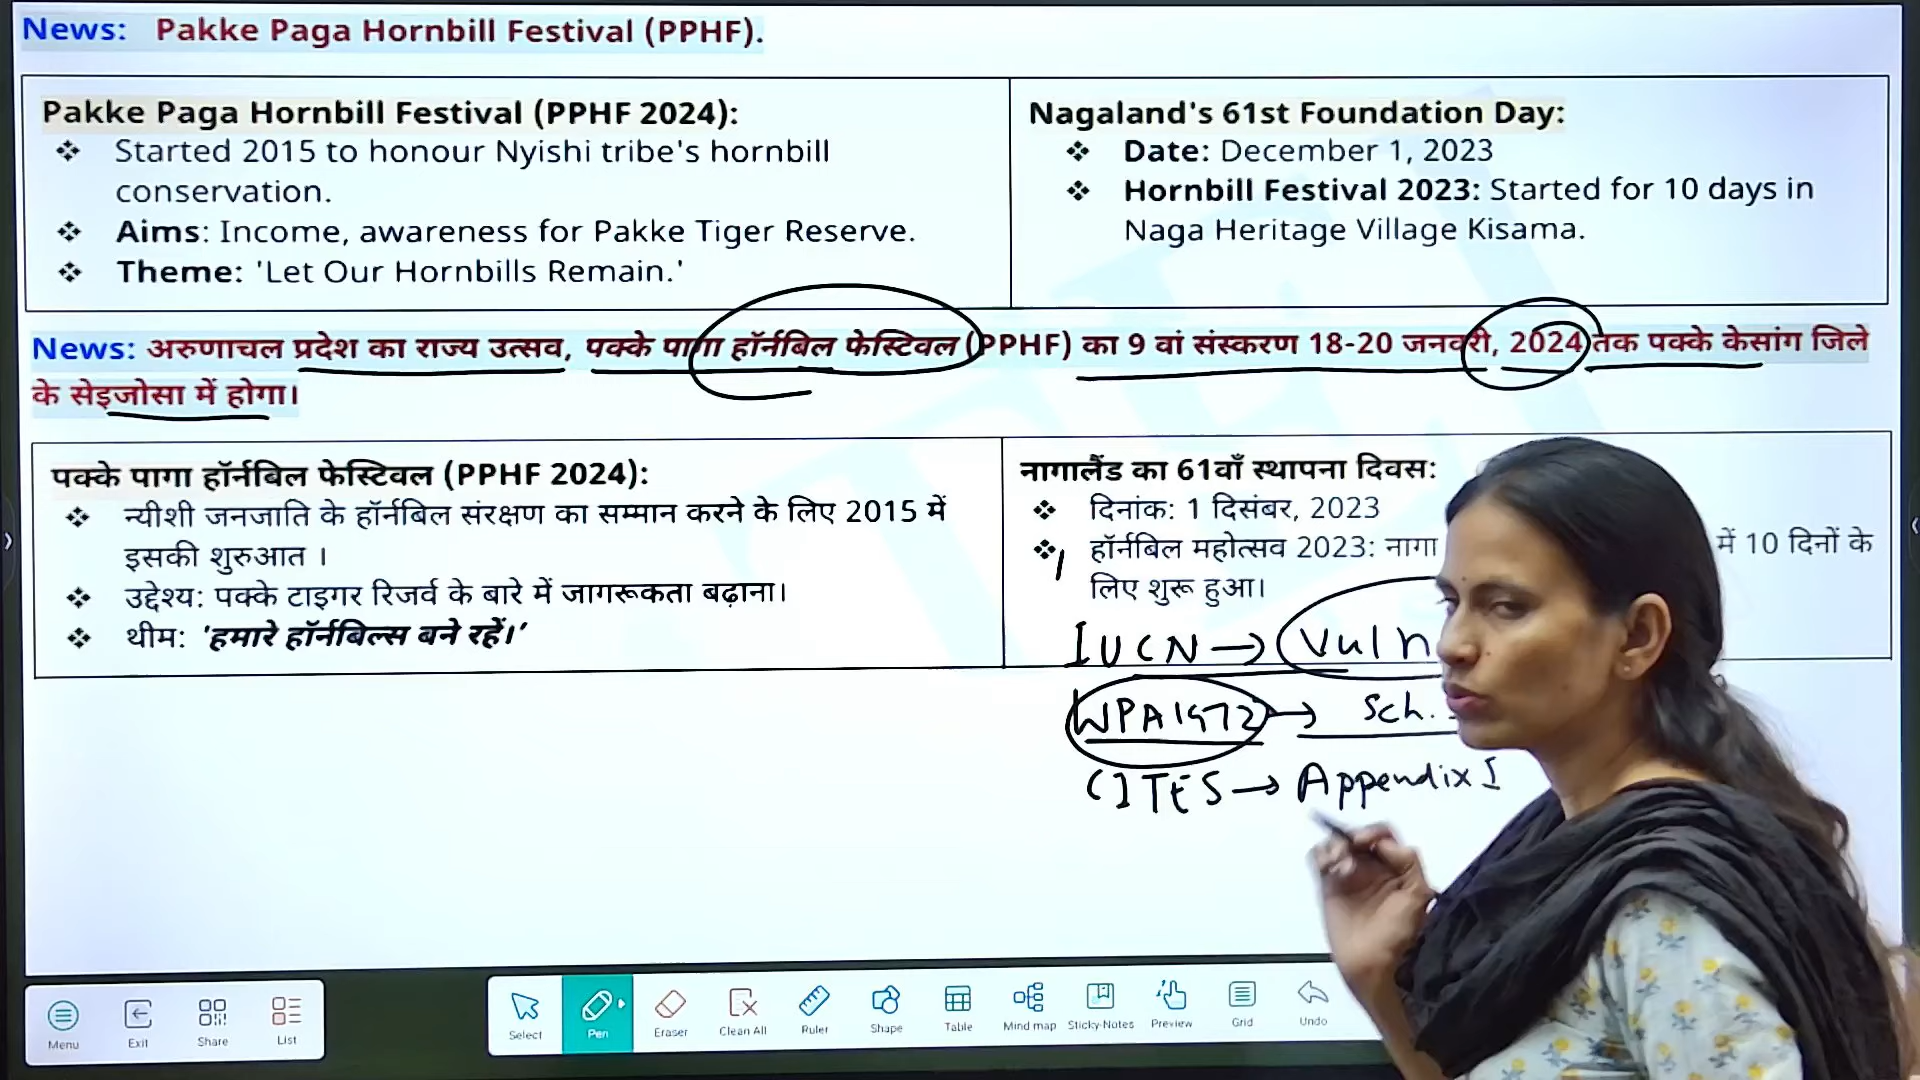 News: Pakke Paga Hornbill Festival (PPHF).
Pakke Paga Hornbill Festival (PPHF 2024):
❖ Started 2015 to honour Nyishi tribe's hornbill
conservation.
❖ Aims: Income, awareness for Pakke Tiger Reserve.
❖ Theme: 'Let Our Hornbills Remain.'
Nagaland's 61st Foundation Day:
❖ Date: December 1, 2023
❖ Hornbill Festival 2023: Started for 10 days in
Naga Heritage Village Kisama.
News: अरुणाचल प्रदेश का राज्य उत्सव, पक्के पागा हॉर्नबिल फेस्टिवल (PPHF) का 9 वां संस्करण 18-20 जनवरी, 2024 तक पक्के केसांग जिले
के सेइजोसा में होगा।
पक्के पागा हॉर्नबिल फेस्टिवल (PPHF 2024):
❖ न्यीशी जनजाति के हॉर्नबिल संरक्षण का सम्मान करने के लिए 2015 में
इसकी शुरुआत ।
❖ उद्देश्य: पक्के टाइगर रिजर्व के बारे में जागरूकता बढ़ाना।
❖ थीम: 'हमारे हॉर्नबिल्स बने रहें।'
नागालैंड का 61वाँ स्थापना दिवस:
❖ दिनांक: 1 दिसंबर, 2023
❖ हॉर्नबिल महोत्सव 2023: नागा में 10 दिनों के
लिए शुरू हुआ।
IUCN → Vuln
WPA 1972 → Sch.
CITES → Appendix I
Menu Exit Share List
Select Pen Eraser Clean All Ruler Shape Table Mind map Sticky-Notes Preview Grid Undo